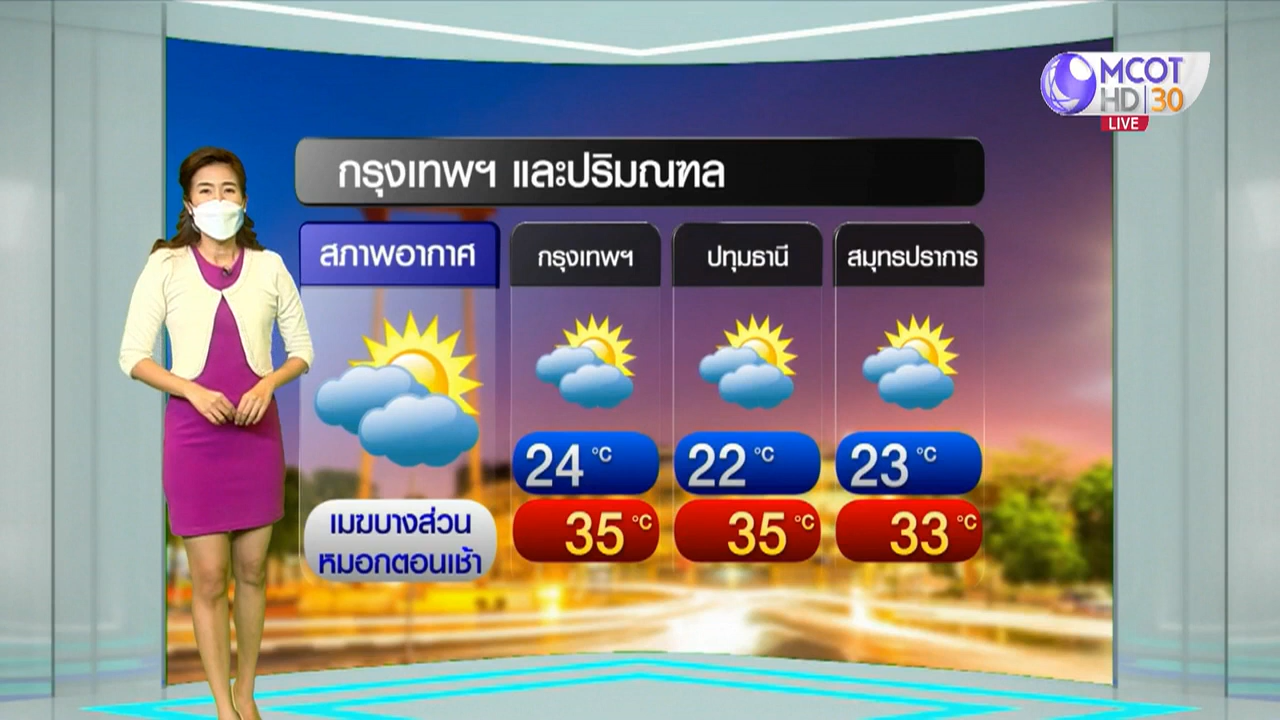 MCOT
HD 30
LIVE
กรุงเทพฯ และปริมณฑล
สภาพอากาศ
กรุงเทพฯ
ปทุมธานี
สมุทรปราการ
24 °C
22 °C
23 °C
35 °C
35 °C
33 °C
เมฆบางส่วน
หมอกตอนเช้า